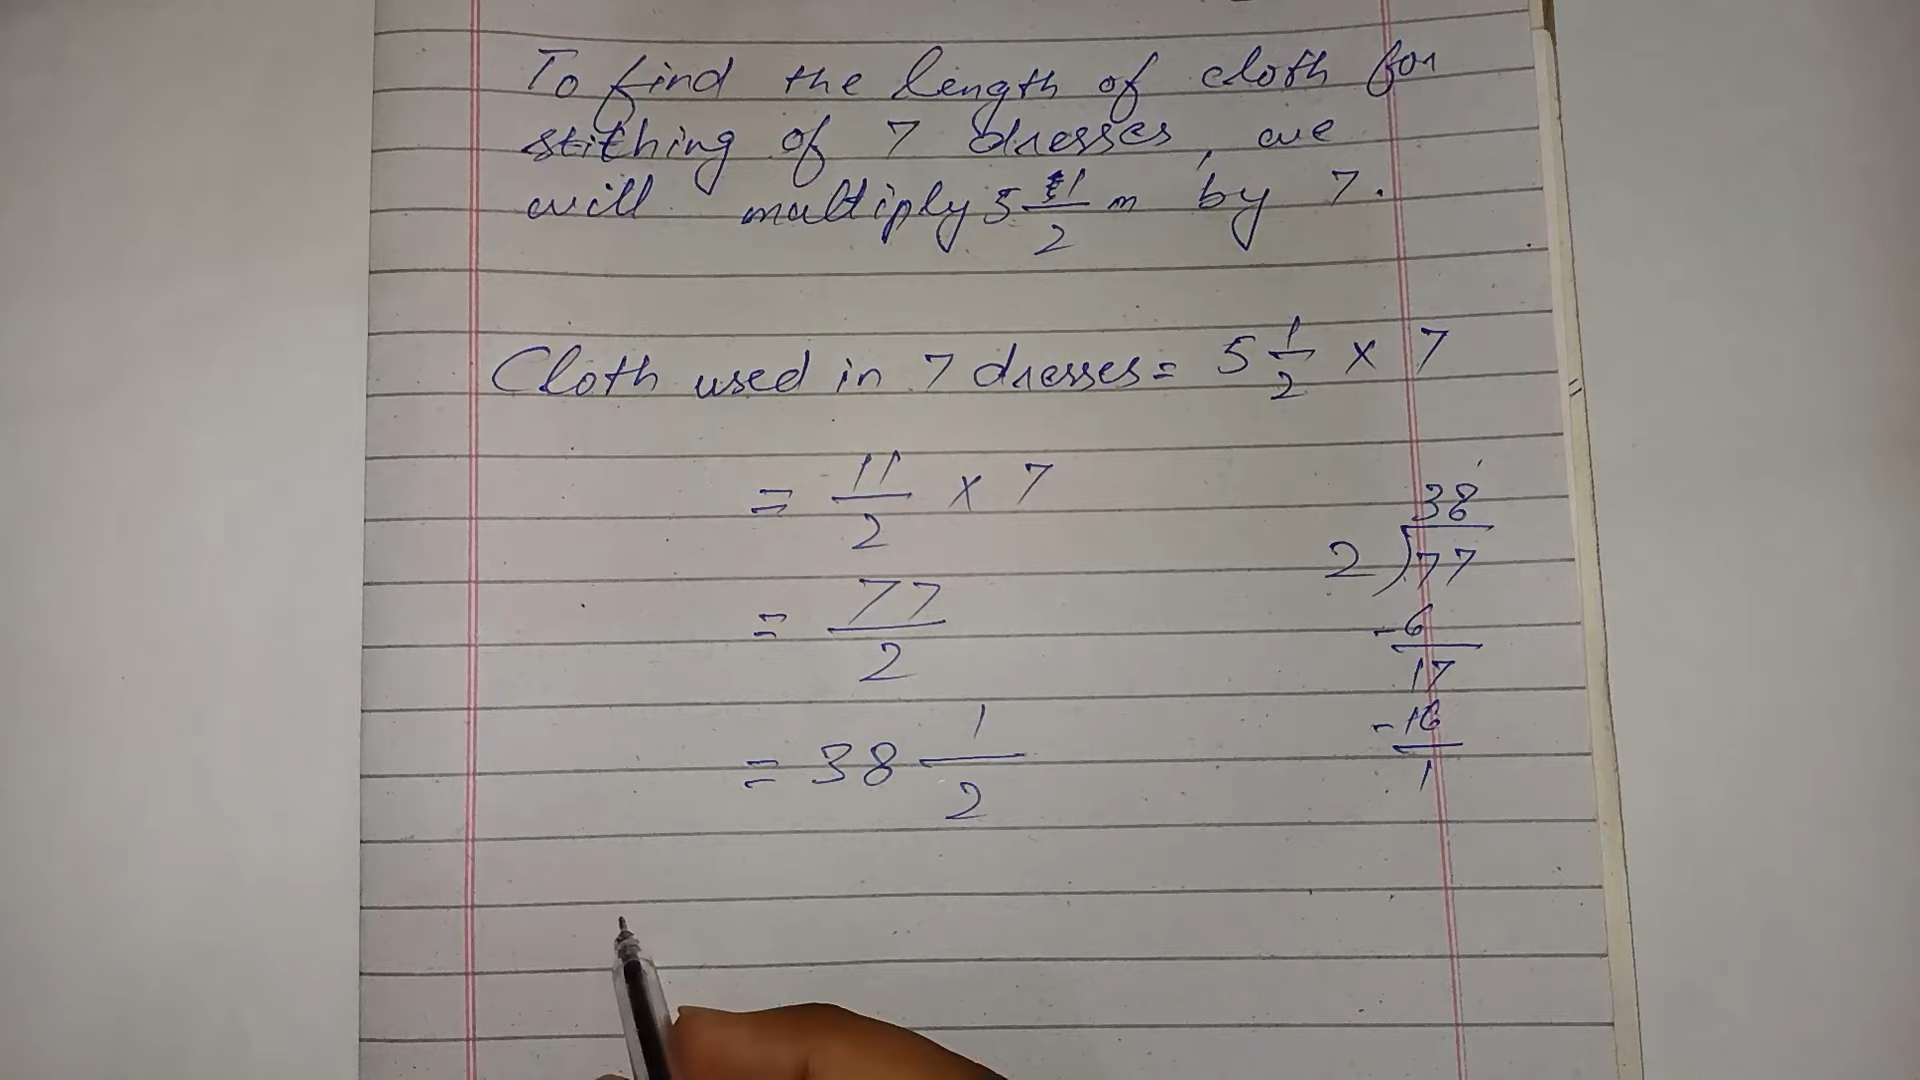 To find the length of cloth for
stithing of 7 dresses, we
will multiply 5 1/2 m by 7.
Cloth used in 7 dresses = 5 1/2 × 7
= 11/2 × 7
= 77/2
= 38 1/2
38
2)77
-6
17
-16
1